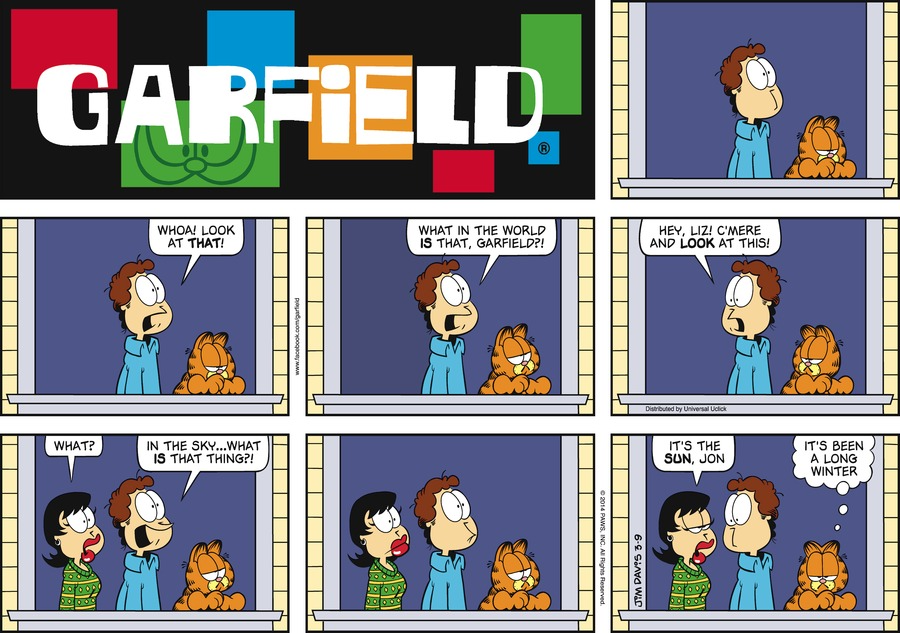 GARFIELD
®
WHOA! LOOK
AT THAT!
www.facebook.com/garfield
WHAT IN THE WORLD
IS THAT, GARFIELD?!
HEY, LIZ! C'MERE
AND LOOK AT THIS!
Distributed by Universal Uclick
WHAT?
IN THE SKY...WHAT
IS THAT THING?!
© 2014 PAWS, INC. All Rights Reserved.
IT'S THE
SUN, JON
IT'S BEEN
A LONG
WINTER
JIM DAVIS 3-9